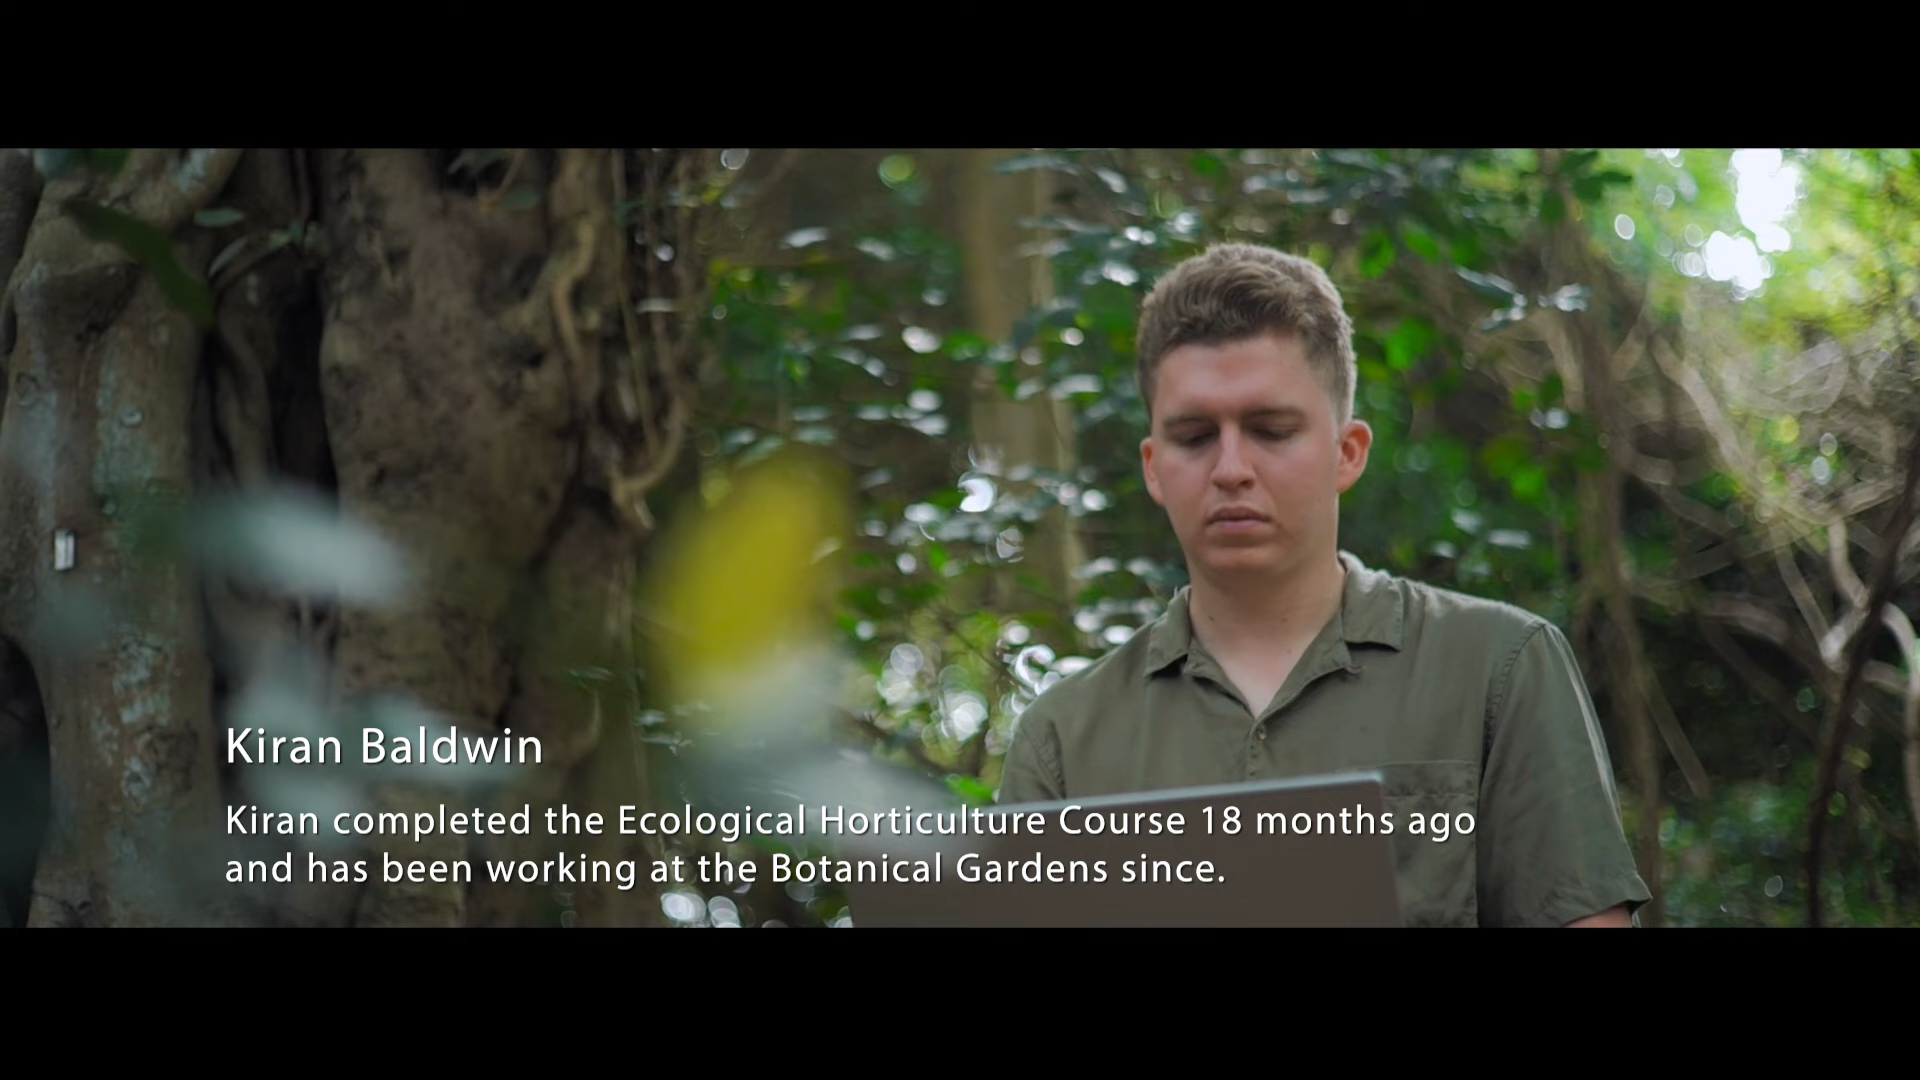 Kiran Baldwin
Kiran completed the Ecological Horticulture Course 18 months ago
and has been working at the Botanical Gardens since.